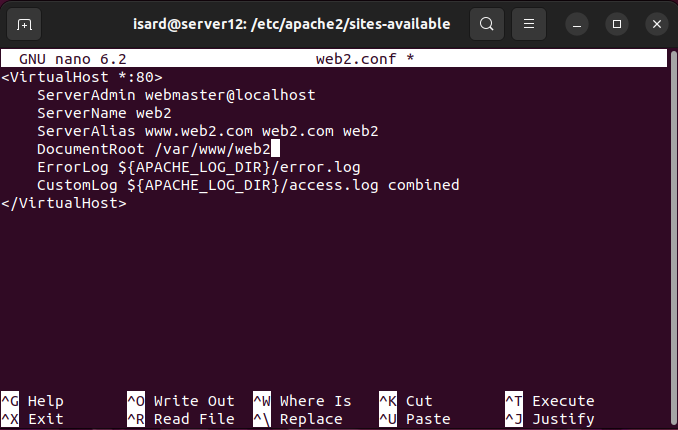 isard@server12: /etc/apache2/sites-available
GNU nano 6.2 web2.conf *
<VirtualHost *:80>
ServerAdmin webmaster@localhost
ServerName web2
ServerAlias www.web2.com web2.com web2
DocumentRoot /var/www/web2
ErrorLog ${APACHE_LOG_DIR}/error.log
CustomLog ${APACHE_LOG_DIR}/access.log combined
</VirtualHost>
^G Help ^O Write Out ^W Where Is ^K Cut ^T Execute
^X Exit ^R Read File ^\ Replace ^U Paste ^J Justify